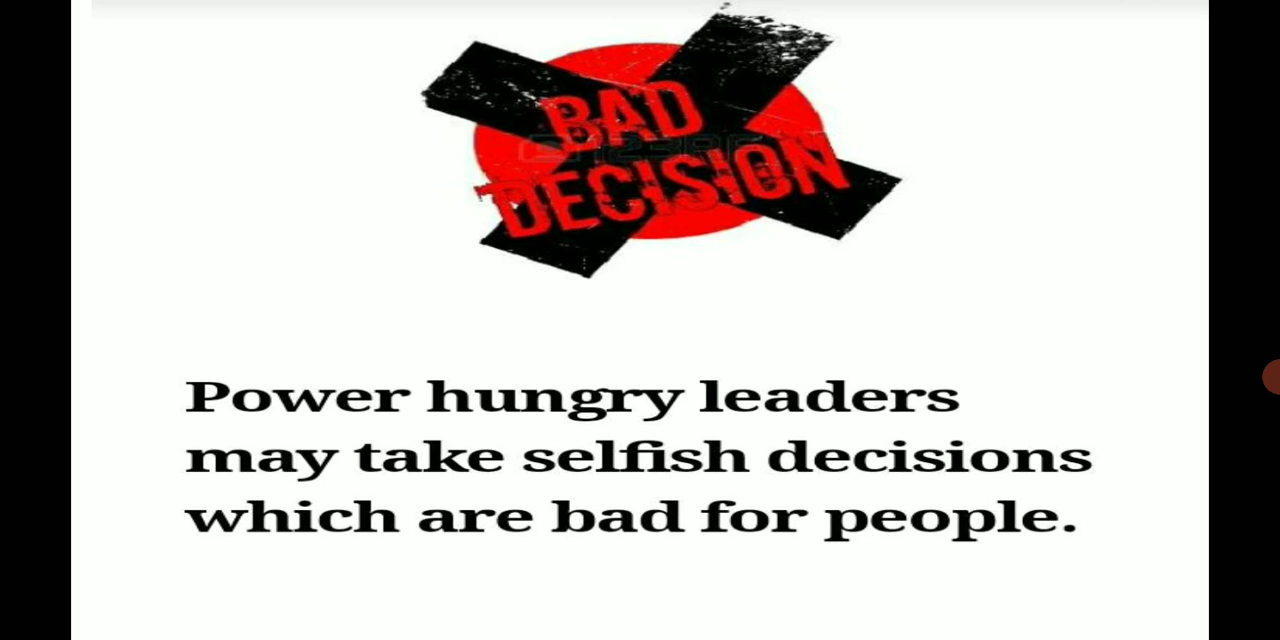 BAD
DECISION
Power hungry leaders
may take selfish decisions
which are bad for people.